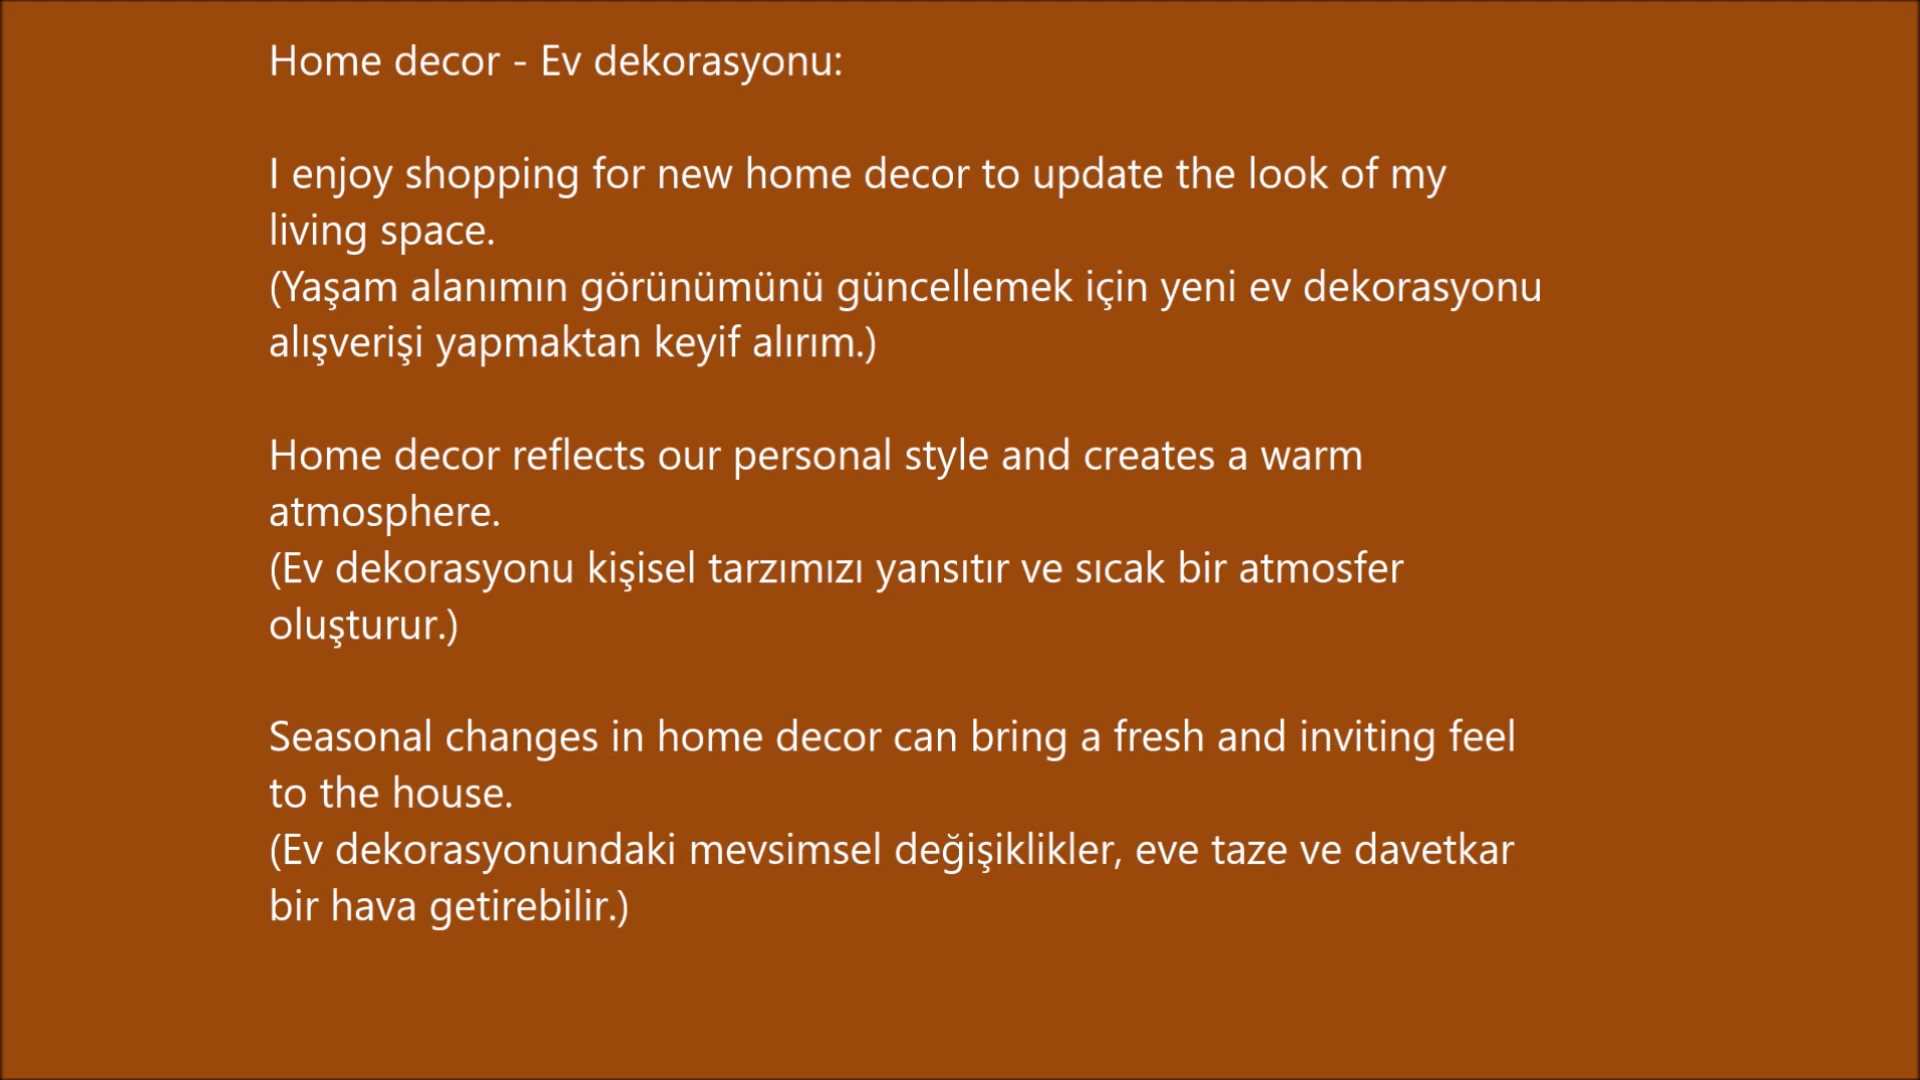 Home decor - Ev dekorasyonu:
I enjoy shopping for new home decor to update the look of my
living space.
(Yaşam alanımın görünümünü güncellemek için yeni ev dekorasyonu
alışverişi yapmaktan keyif alırım.)
Home decor reflects our personal style and creates a warm
atmosphere.
(Ev dekorasyonu kişisel tarzımızı yansıtır ve sıcak bir atmosfer
oluşturur.)
Seasonal changes in home decor can bring a fresh and inviting feel
to the house.
(Ev dekorasyonundaki mevsimsel değişiklikler, eve taze ve davetkar
bir hava getirebilir.)